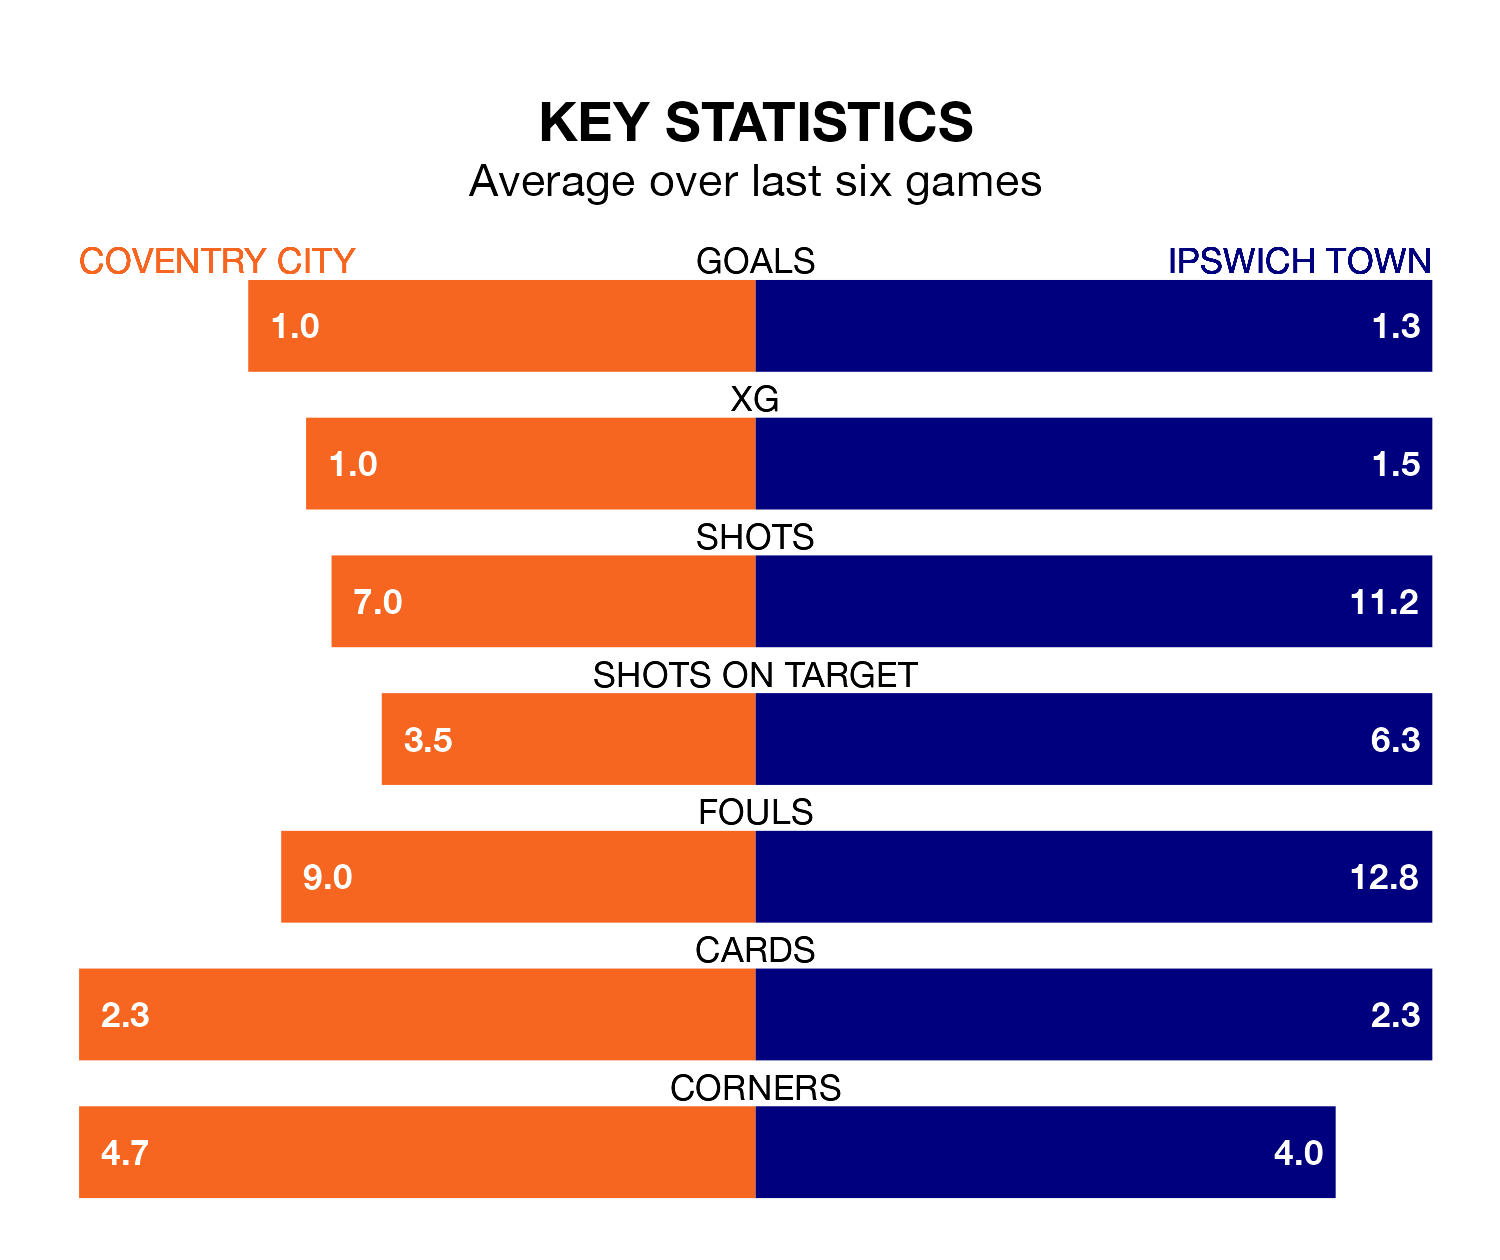 KEY STATISTICS
Average over last six games
COVENTRY CITY GOALS IPSWICH TOWN
1.0 1.3
XG
1.0 1.5
SHOTS
7.0 11.2
SHOTS ON TARGET
3.5 6.3
FOULS
9.0 12.8
CARDS
2.3 2.3
CORNERS
4.7 4.0